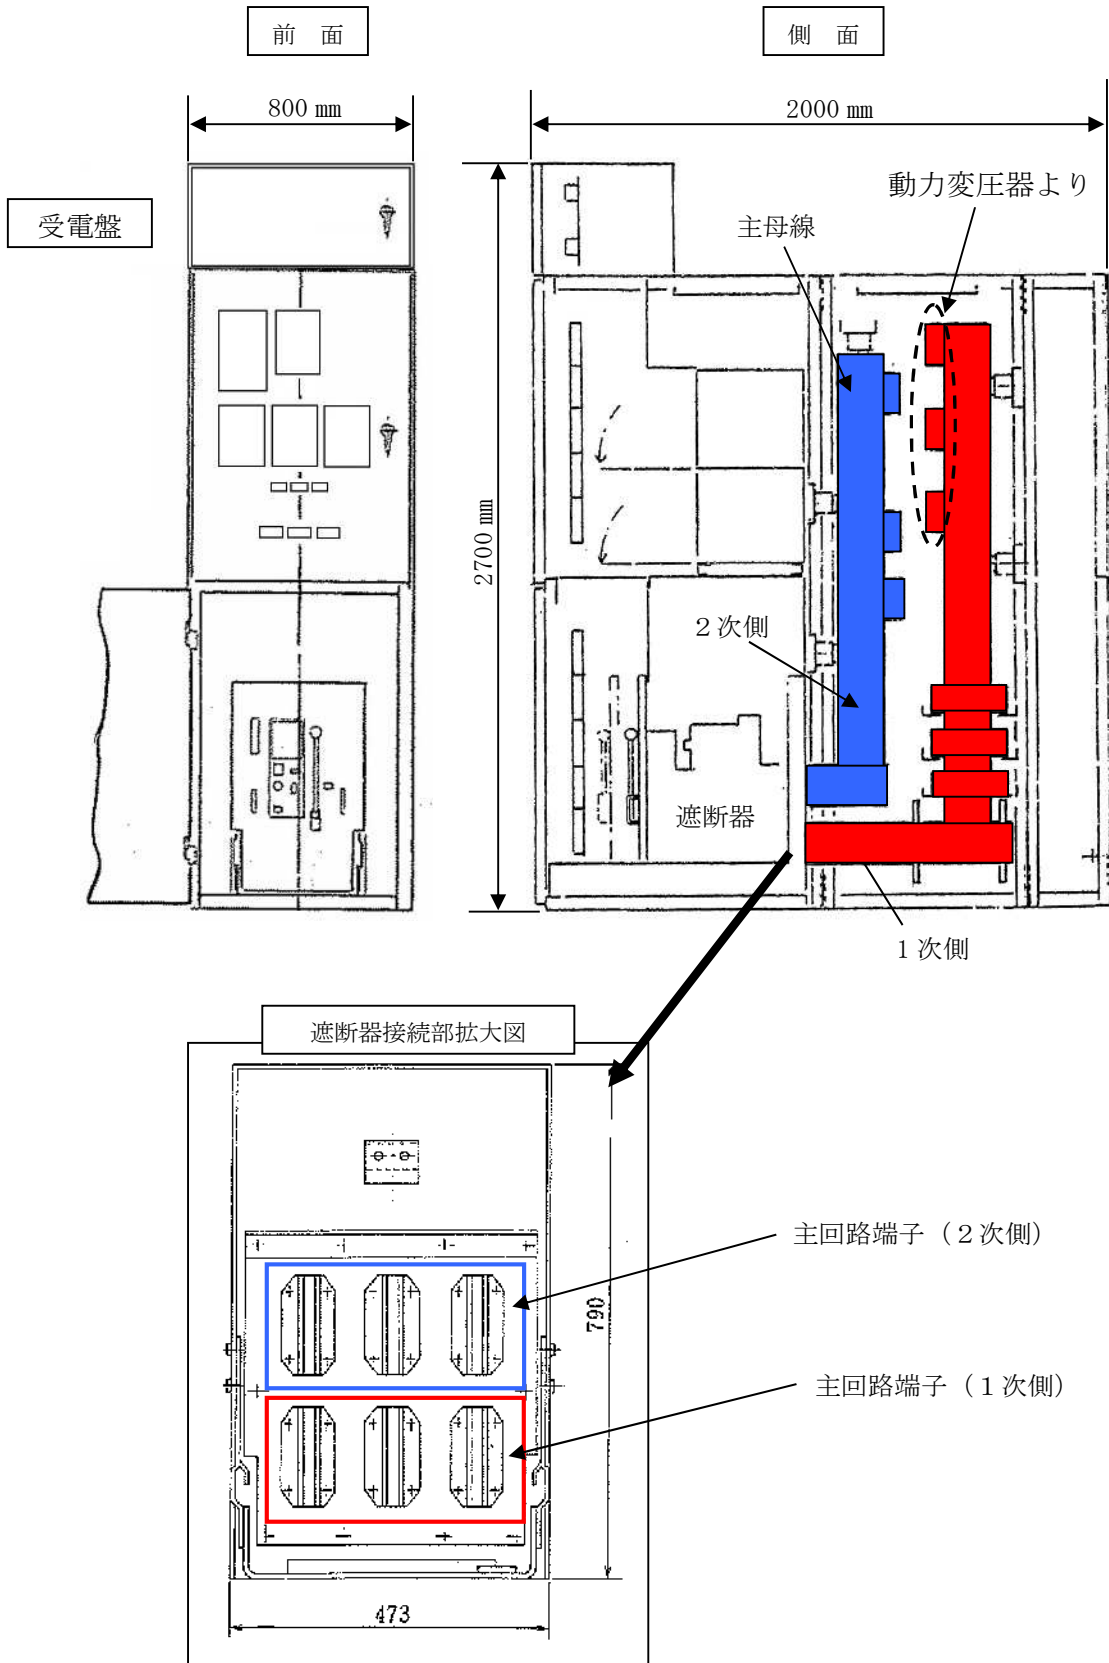 前　面
側　面
800 mm
2000 mm
受電盤
動力変圧器より
主母線
2700 mm
２次側
遮断器
１次側
遮断器接続部拡大図
主回路端子（２次側）
790
主回路端子（１次側）
473